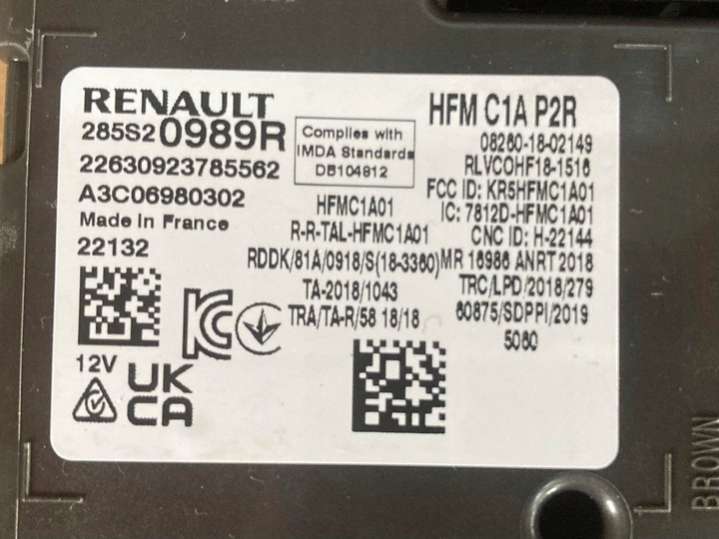 RENAULT
285S20989R
22630923785562
A3C06980302
Made in France
22132
12V
UK
CA
Complies with
IMDA Standards
DB104812
HFMC1A01
R-R-TAL-HFMC1A01
RDDK/81A/0918/S(18-3360)
TA-2018/1043
TRA/TA-R/58 18/18
HFM C1A P2R
08260-18-02149
RLVCOHF18-1516
FCC ID: KR5HFMC1A01
IC: 7812D-HFMC1A01
CNC ID: H-22144
MR 16986 ANRT 2018
TRC/LPD/2018/279
60875/SDPPI/2019
5060
BROWN